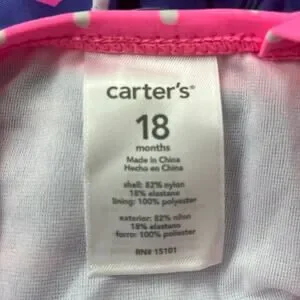 carter's®
18
months
Made in China
Hecho en China
shell: 82% nylon
18% elastane
lining: 100% polyester
exterior: 82% nilon
18% elastano
forro: 100% poliester
RN# 15101